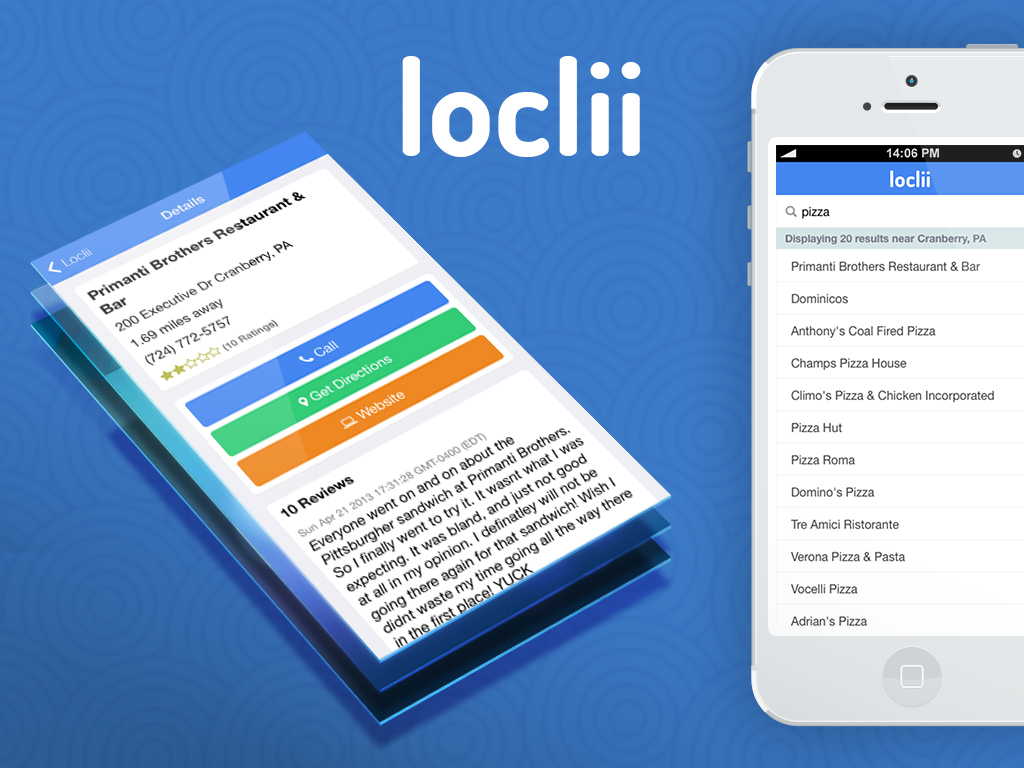 loclii
Loclii
Details
Primanti Brothers Restaurant &
Bar
200 Executive Dr Cranberry, PA
1.69 miles away
(724) 772-5757
(10 Ratings)
Call
Get Directions
Website
10 Reviews
Sun Apr 21 2013 17:31:28 GMT-0400 (EDT)
Everyone went on and on about the
Pittsburgher sandwich at Primanti Brothers.
So I finally went to try it. It wasnt what I was
expecting. It was bland, and just not good
at all in my opinion. I definatley will not be
going there again for that sandwich! Wish I
didnt waste my time going all the way there
in the first place! YUCK
14:06 PM
loclii
pizza
Displaying 20 results near Cranberry, PA
Primanti Brothers Restaurant & Bar
Dominicos
Anthony's Coal Fired Pizza
Champs Pizza House
Climo's Pizza & Chicken Incorporated
Pizza Hut
Pizza Roma
Domino's Pizza
Tre Amici Ristorante
Verona Pizza & Pasta
Vocelli Pizza
Adrian's Pizza